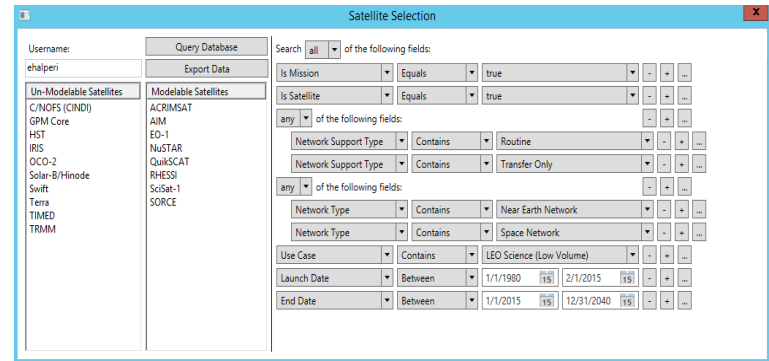 Satellite Selection
x
Username:
Query Database
ehalperi
Export Data
Un-Modelable Satellites
Modelable Satellites
C/NOFS (CINDI)
GPM Core
HST
IRIS
OCO-2
Solar-B/Hinode
Swift
Terra
TIMED
TRMM
ACRIMSAT
AIM
EO-1
NuSTAR
QuikSCAT
RHESSI
SciSat-1
SORCE
Search all of the following fields:
Is Mission Equals true - + ...
Is Satellite Equals true - + ...
any of the following fields: - + ...
Network Support Type Contains Routine - + ...
Network Support Type Contains Transfer Only - + ...
any of the following fields: - + ...
Network Type Contains Near Earth Network - + ...
Network Type Contains Space Network - + ...
Use Case Contains LEO Science (Low Volume) - + ...
Launch Date Between 1/1/1980 15 2/1/2015 15 - + ...
End Date Between 1/1/2015 15 12/31/2040 15 - + ...